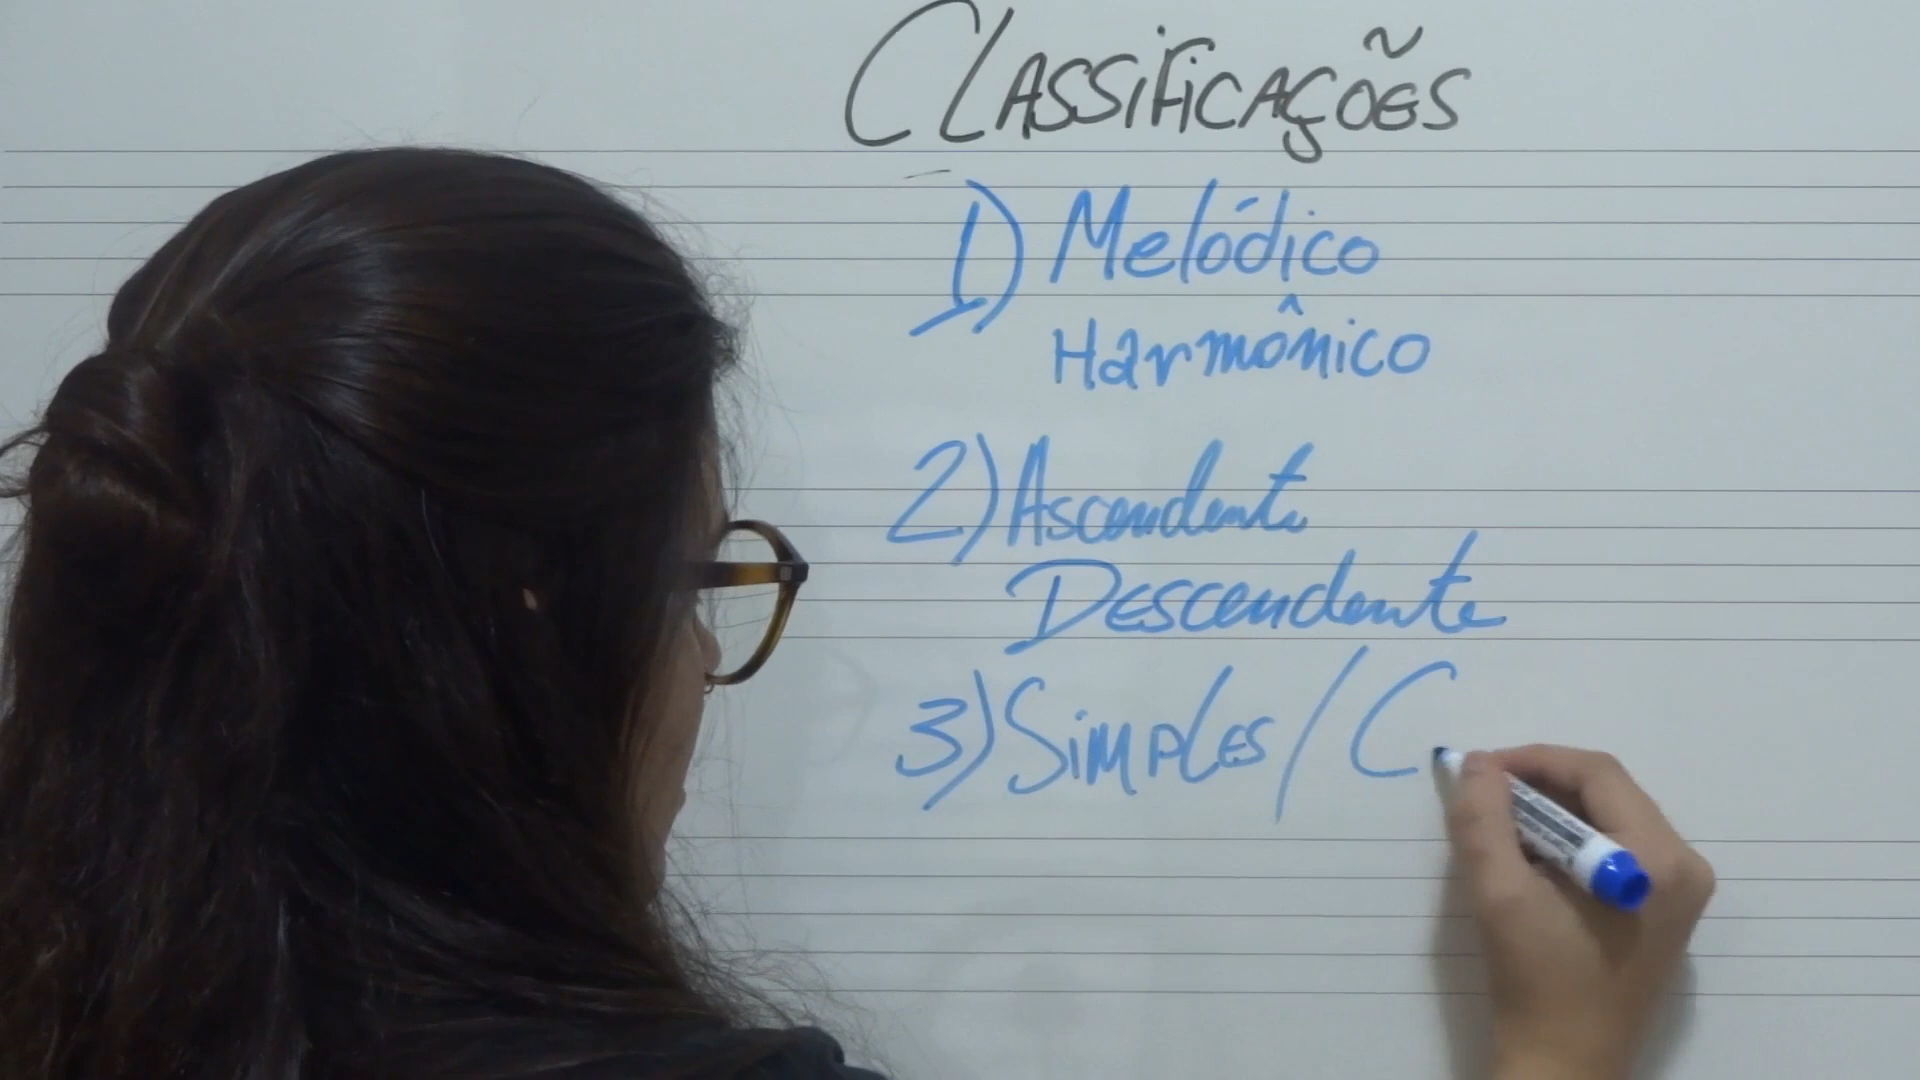 CLASSIFICAÇÕES
1) Melódico
Harmônico
2) Ascendente
Descendente
3) Simples / C